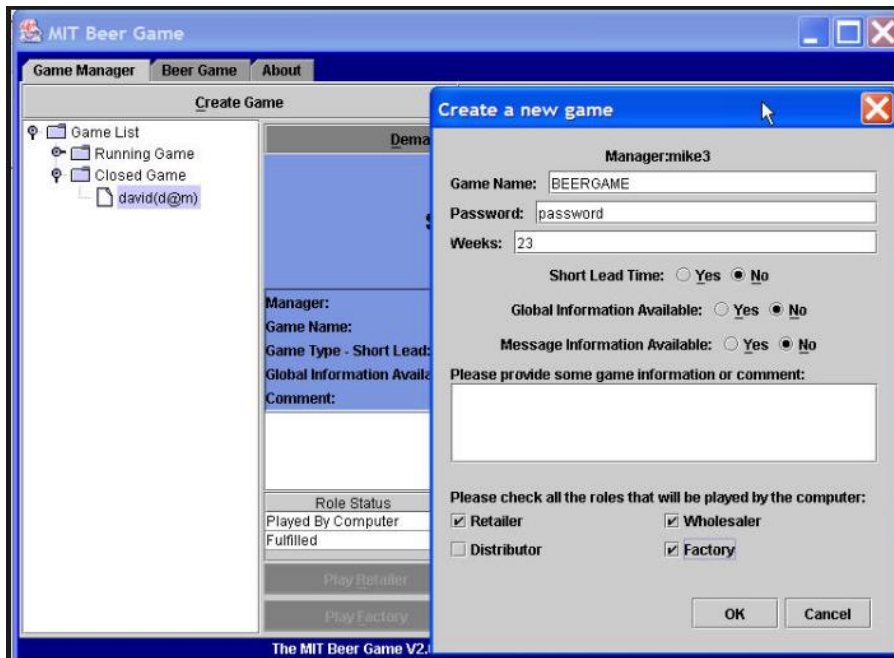 MIT Beer Game
Game Manager Beer Game About
Create Game
Game List
Running Game
Closed Game
david(d@m)
Manager:
Game Name:
Game Type - Short Lead:
Global Information
Comment:
Role Status
Played By Computer
Fulfilled
Play Retailer
Play Factory
The MIT Beer Game
Create a new game
Manager:mike3
Game Name: BEERGAME
Password: password
Weeks: 23
Short Lead Time: Yes No
Global Information Available: Yes No
Message Information Available: Yes No
Please provide some game information or comment:
Please check all the roles that will be played by the computer:
Retailer Wholesaler
Distributor Factory
OK Cancel